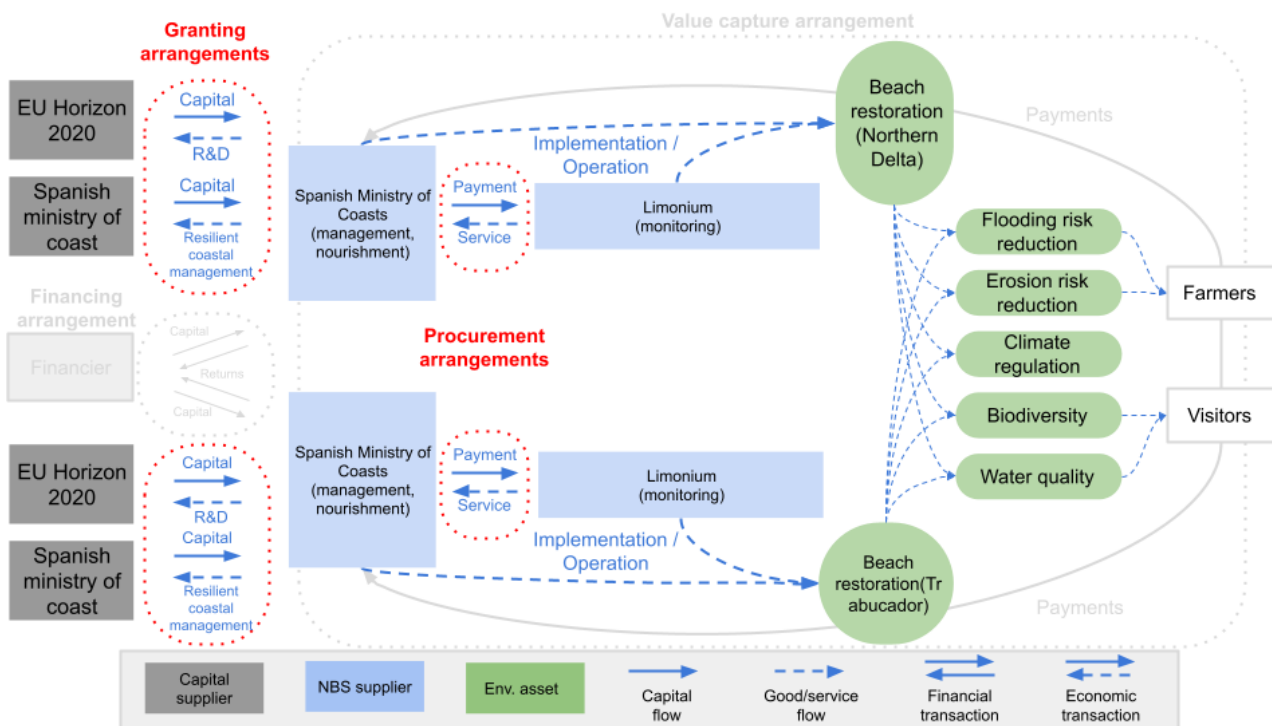 Value capture arrangement
Granting
arrangements
EU Horizon
2020
Capital
R&D
Spanish
ministry of
coast
Capital
Resilient
coastal
management
Spanish Ministry of
Coasts
(management,
nourishment)
Payment
Service
Implementation /
Operation
Limonium
(monitoring)
Beach
restoration
(Northern
Delta)
Payments
Flooding risk
reduction
Erosion risk
reduction
Climate
regulation
Biodiversity
Water quality
Farmers
Visitors
Financing
arrangement
Financier
Capital
Returns
Capital
Procurement
arrangements
EU Horizon
2020
Capital
R&D
Spanish
ministry of
coast
Capital
Resilient
coastal
management
Spanish Ministry of
Coasts
(management,
nourishment)
Payment
Service
Limonium
(monitoring)
Implementation /
Operation
Beach
restoration(Tr
abucador)
Payments
Capital
supplier
NBS supplier
Env. asset
Capital
flow
Good/service
flow
Financial
transaction
Economic
transaction